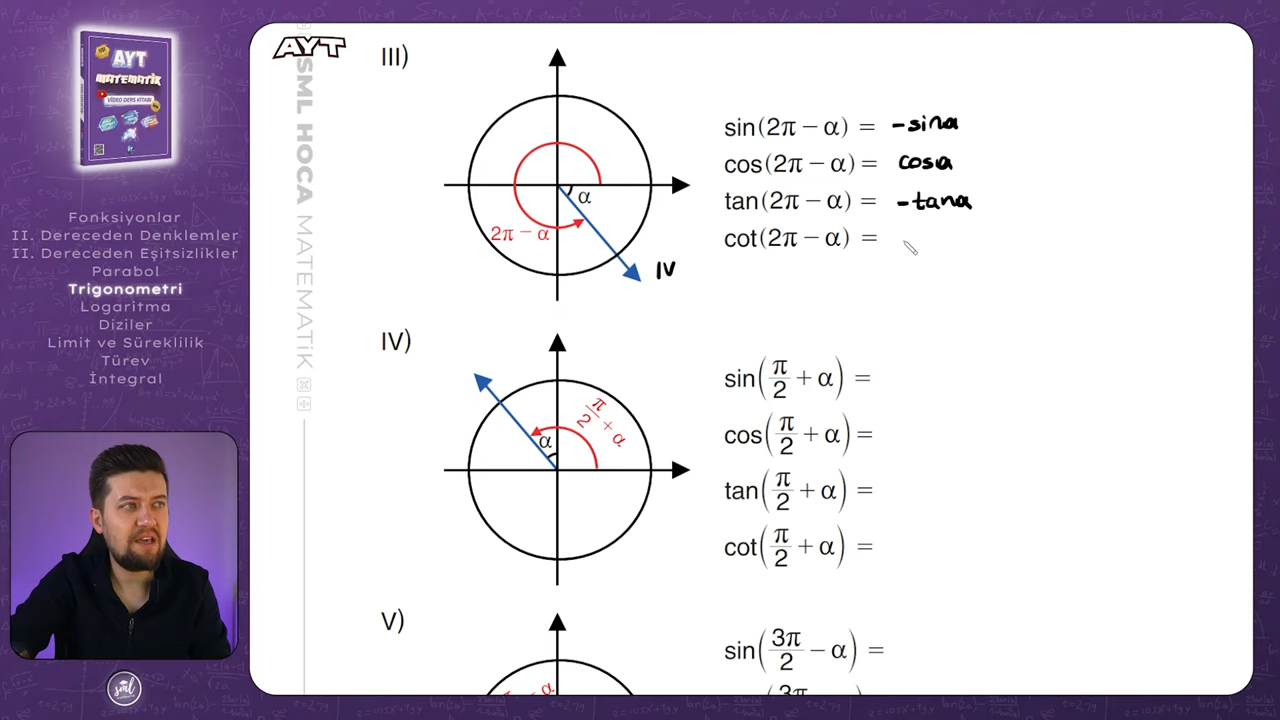 AYT
MATEMATİK
VİDEO DERS KİTABI
Fonksiyonlar
II. Dereceden Denklemler
II. Dereceden Eşitsizlikler
Parabol
Trigonometri
Logaritma
Diziler
Limit ve Süreklilik
Türev
İntegral
sml
AYT
SML HOCA MATEMATİK
III)
α
2π − α
IV
sin(2π − α) = -sinα
cos(2π − α) = cosα
tan(2π − α) = -tanα
cot(2π − α) =
IV)
α
π/2 + α
sin(π/2 + α) =
cos(π/2 + α) =
tan(π/2 + α) =
cot(π/2 + α) =
V)
sin(3π/2 − α) =